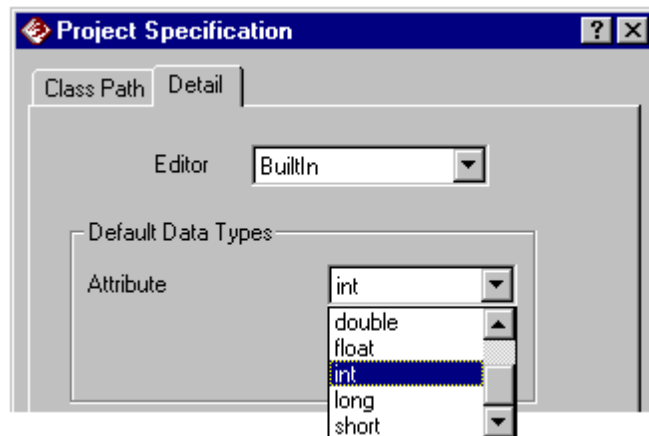 Project Specification
Class Path Detail
Editor BuiltIn
Default Data Types
Attribute int
double
float
int
long
short